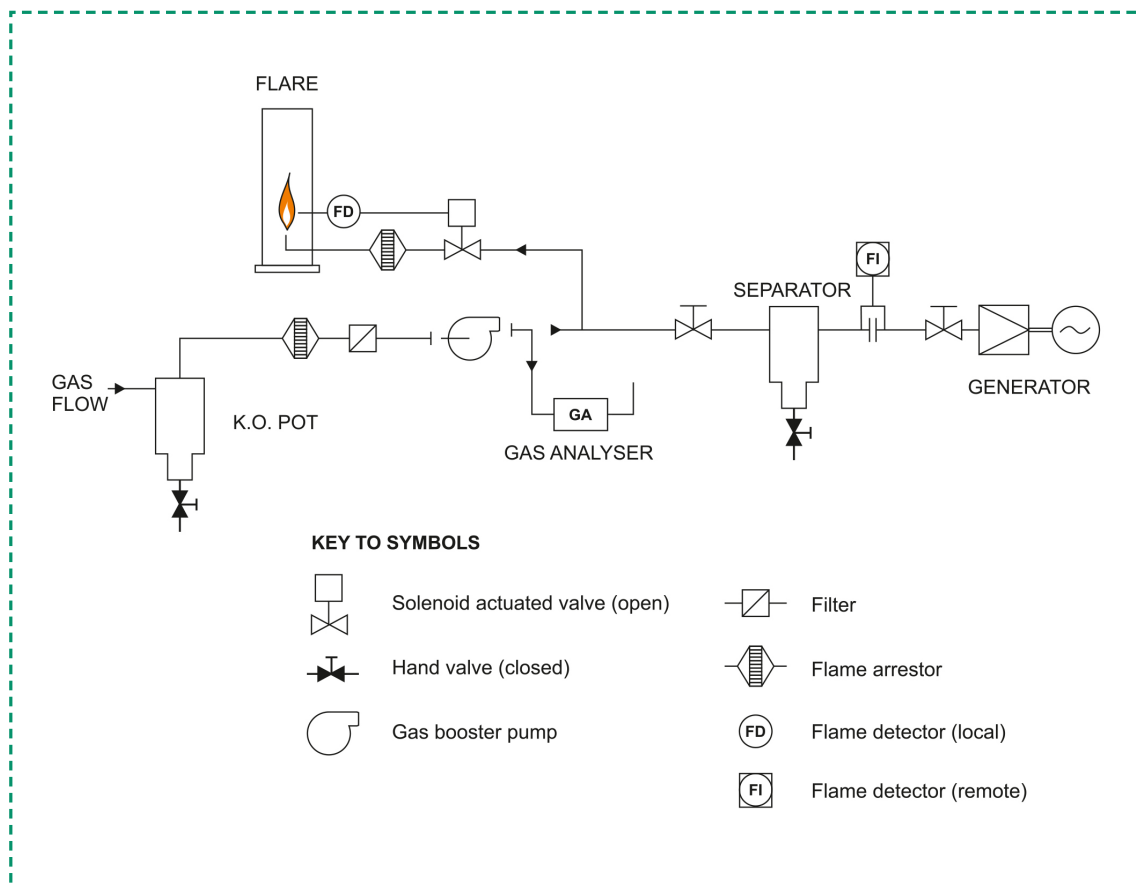 FLARE
FD
FI
SEPARATOR
GAS
FLOW
K.O. POT
GA
GAS ANALYSER
GENERATOR
KEY TO SYMBOLS
Solenoid actuated valve (open)
Filter
Hand valve (closed)
Flame arrestor
Gas booster pump
FD
Flame detector (local)
FI
Flame detector (remote)